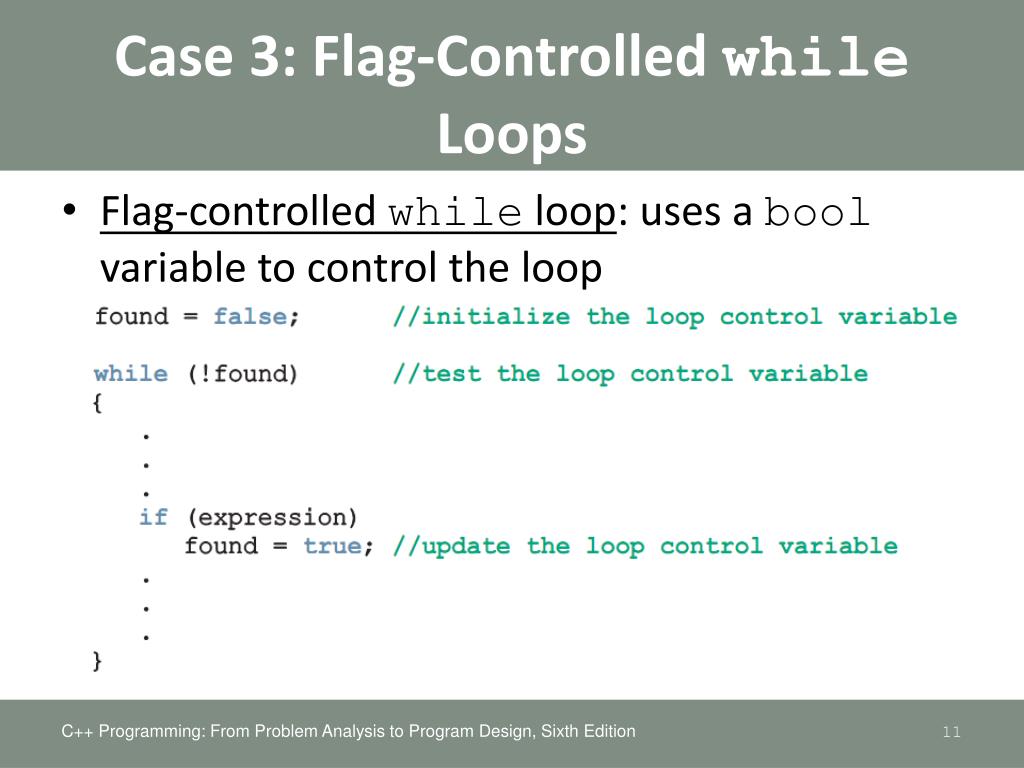 Case 3: Flag-Controlled while
Loops
• Flag-controlled while loop: uses a bool
variable to control the loop
found = false;      //initialize the loop control variable
while (!found)      //test the loop control variable
{
   .
   .
   .
   if (expression)
      found = true; //update the loop control variable
   .
   .
   .
}
C++ Programming: From Problem Analysis to Program Design, Sixth Edition 11